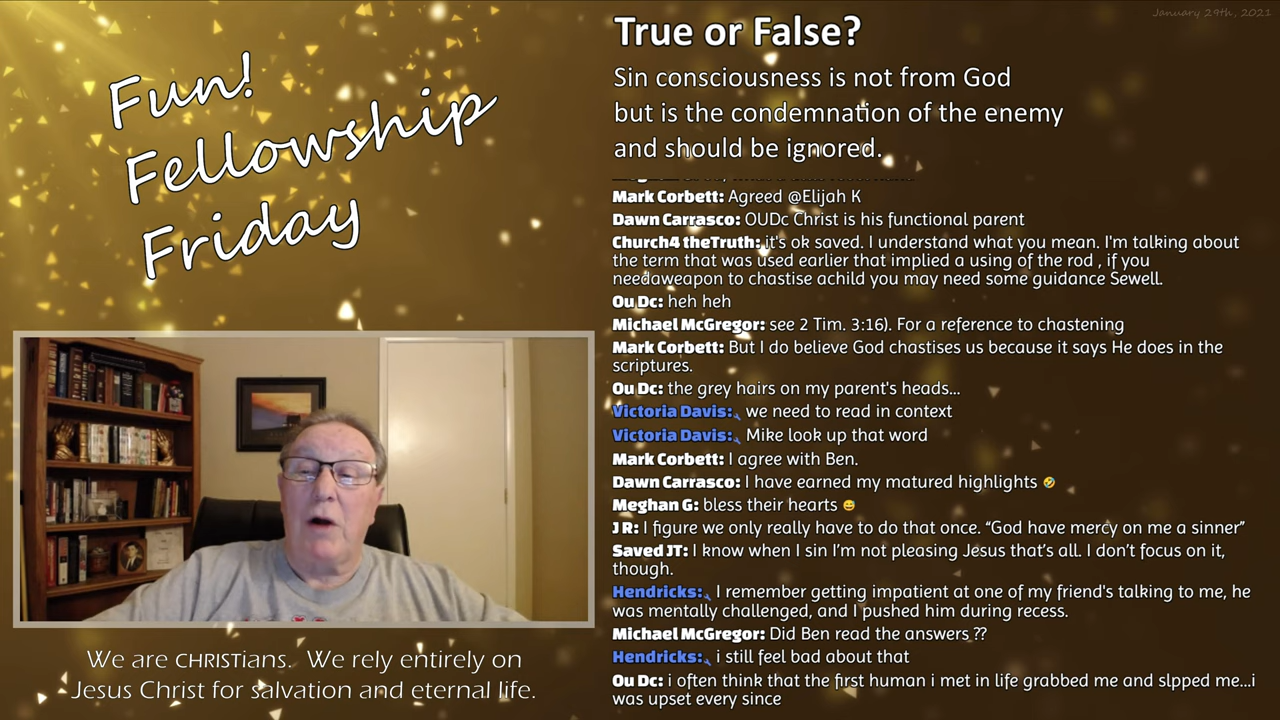 January 29th, 2021
Fun!
Fellowship
Friday
True or False?
Sin consciousness is not from God
but is the condemnation of the enemy
and should be ignored.
Mark Corbett: Agreed @Elijah K
Dawn Carrasco: OUDc Christ is his functional parent
Church4 theTruth: it's ok saved. I understand what you mean. I'm talking about
the term that was used earlier that implied a using of the rod , if you
needaweapon to chastise achild you may need some guidance Sewell.
Ou Dc: heh heh
Michael McGregor: see 2 Tim. 3:16). For a reference to chastening
Mark Corbett: But I do believe God chastises us because it says He does in the
scriptures.
Ou Dc: the grey hairs on my parent's heads...
Victoria Davis: we need to read in context
Victoria Davis: Mike look up that word
Mark Corbett: I agree with Ben.
Dawn Carrasco: I have earned my matured highlights 🤣
Meghan G: bless their hearts 😅
J R: I figure we only really have to do that once. “God have mercy on me a sinner”
Saved JT: I know when I sin I’m not pleasing Jesus that’s all. I don’t focus on it,
though.
Hendricks: I remember getting impatient at one of my friend's talking to me, he
was mentally challenged, and I pushed him during recess.
Michael McGregor: Did Ben read the answers ??
Hendricks: i still feel bad about that
Ou Dc: i often think that the first human i met in life grabbed me and slpped me...i
was upset every since
We are CHRISTians. We rely entirely on
Jesus Christ for salvation and eternal life.